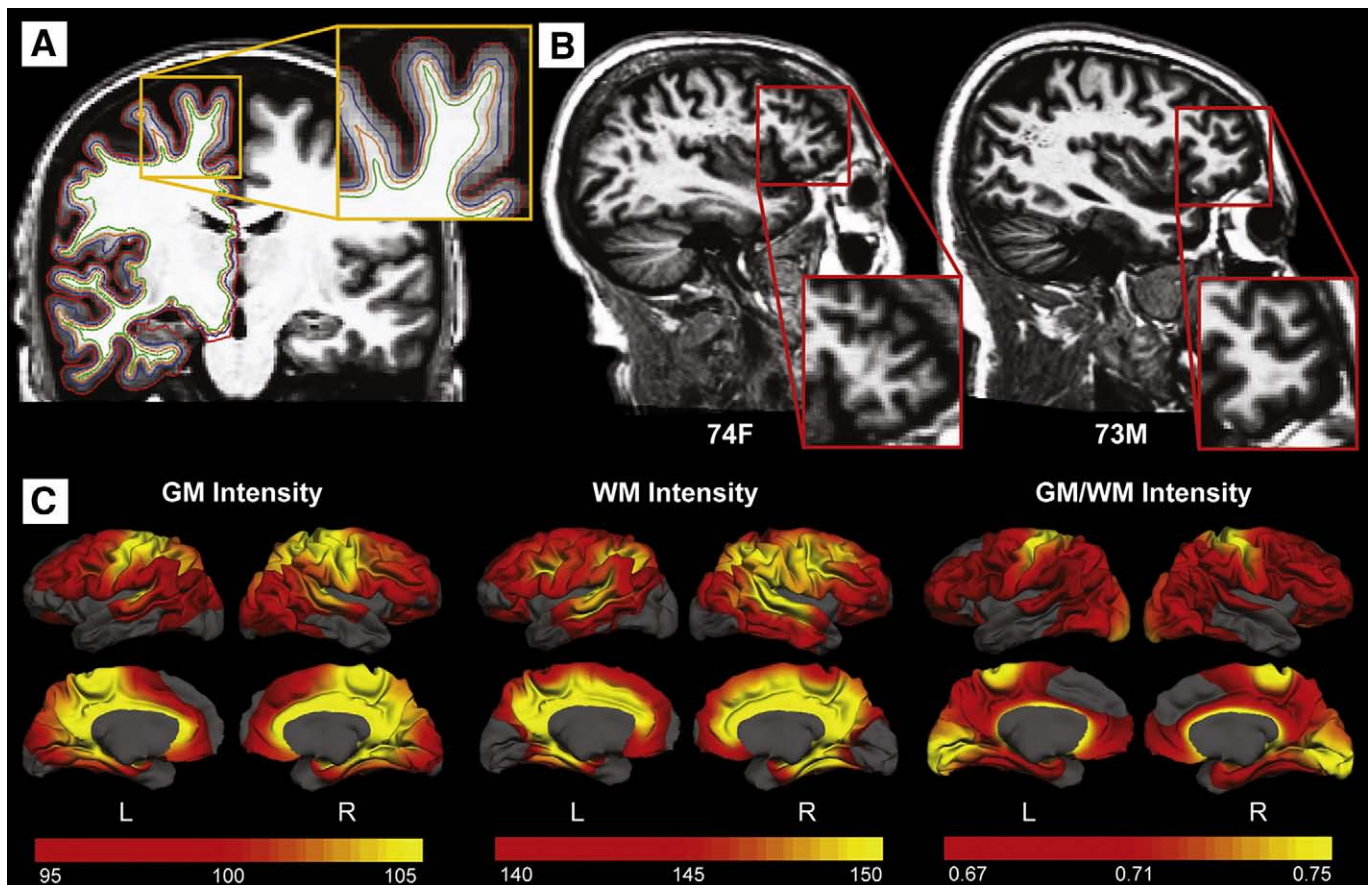 A
B
74F
73M
C
GM Intensity
WM Intensity
GM/WM Intensity
L R
L R
L R
95 100 105
140 145 150
0.67 0.71 0.75